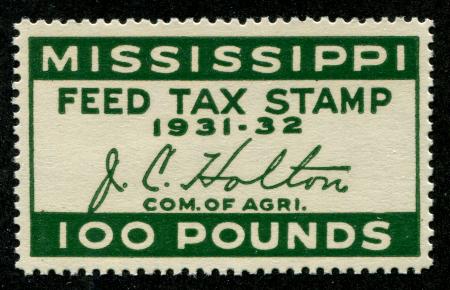 MISSISSIPPI
FEED TAX STAMP
1931-32
J. C. Holton
COM. OF AGRI.
100 POUNDS